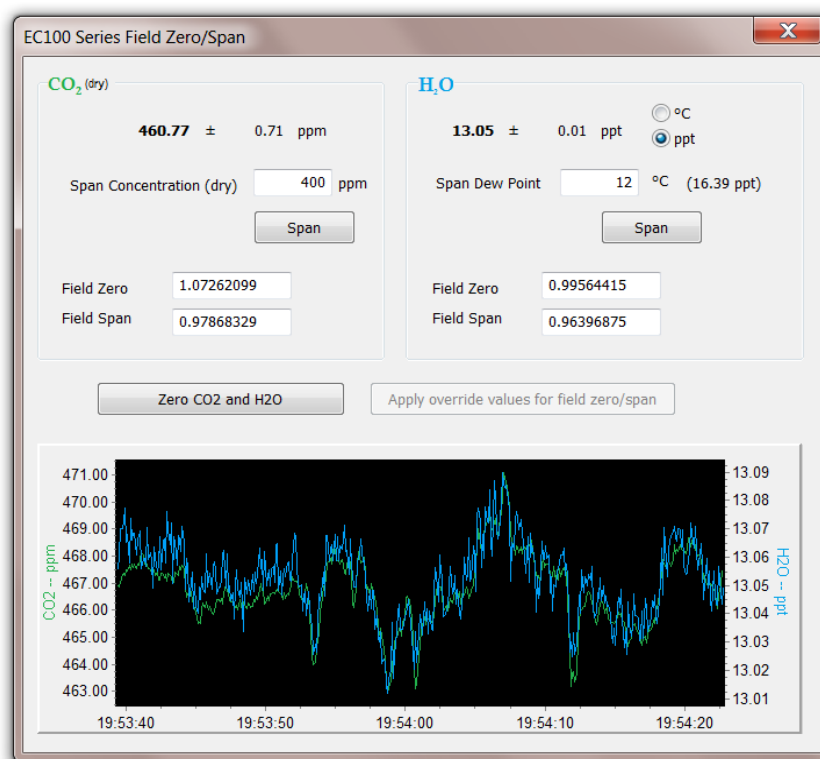 EC100 Series Field Zero/Span
X
CO₂ (dry)
460.77 ± 0.71 ppm
Span Concentration (dry) 400 ppm
Span
Field Zero 1.07262099
Field Span 0.97868329
H₂O
13.05 ± 0.01 ppt
°C
ppt
Span Dew Point 12 °C (16.39 ppt)
Span
Field Zero 0.99564415
Field Span 0.96396875
Zero CO2 and H2O
Apply override values for field zero/span
CO2 -- ppm
471.00
470.00
469.00
468.00
467.00
466.00
465.00
464.00
463.00
13.09
13.08
13.07
13.06
13.05
13.04
13.03
13.02
13.01
H2O -- ppt
19:53:40 19:53:50 19:54:00 19:54:10 19:54:20